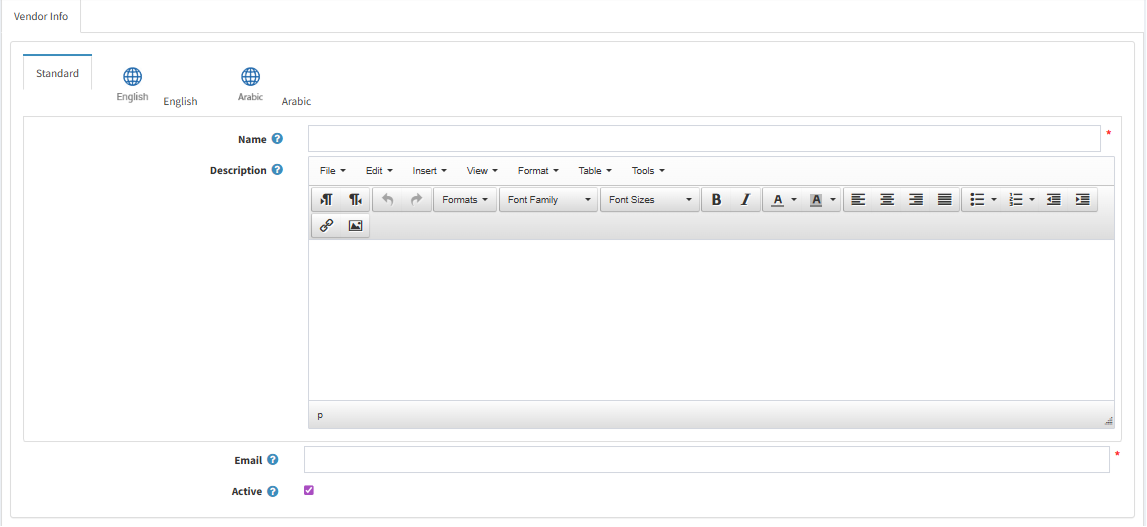 Vendor Info
Standard
English English
Arabic Arabic
Name *
Description
File Edit Insert View Format Table Tools
Formats Font Family Font Sizes B I A A
p
Email *
Active